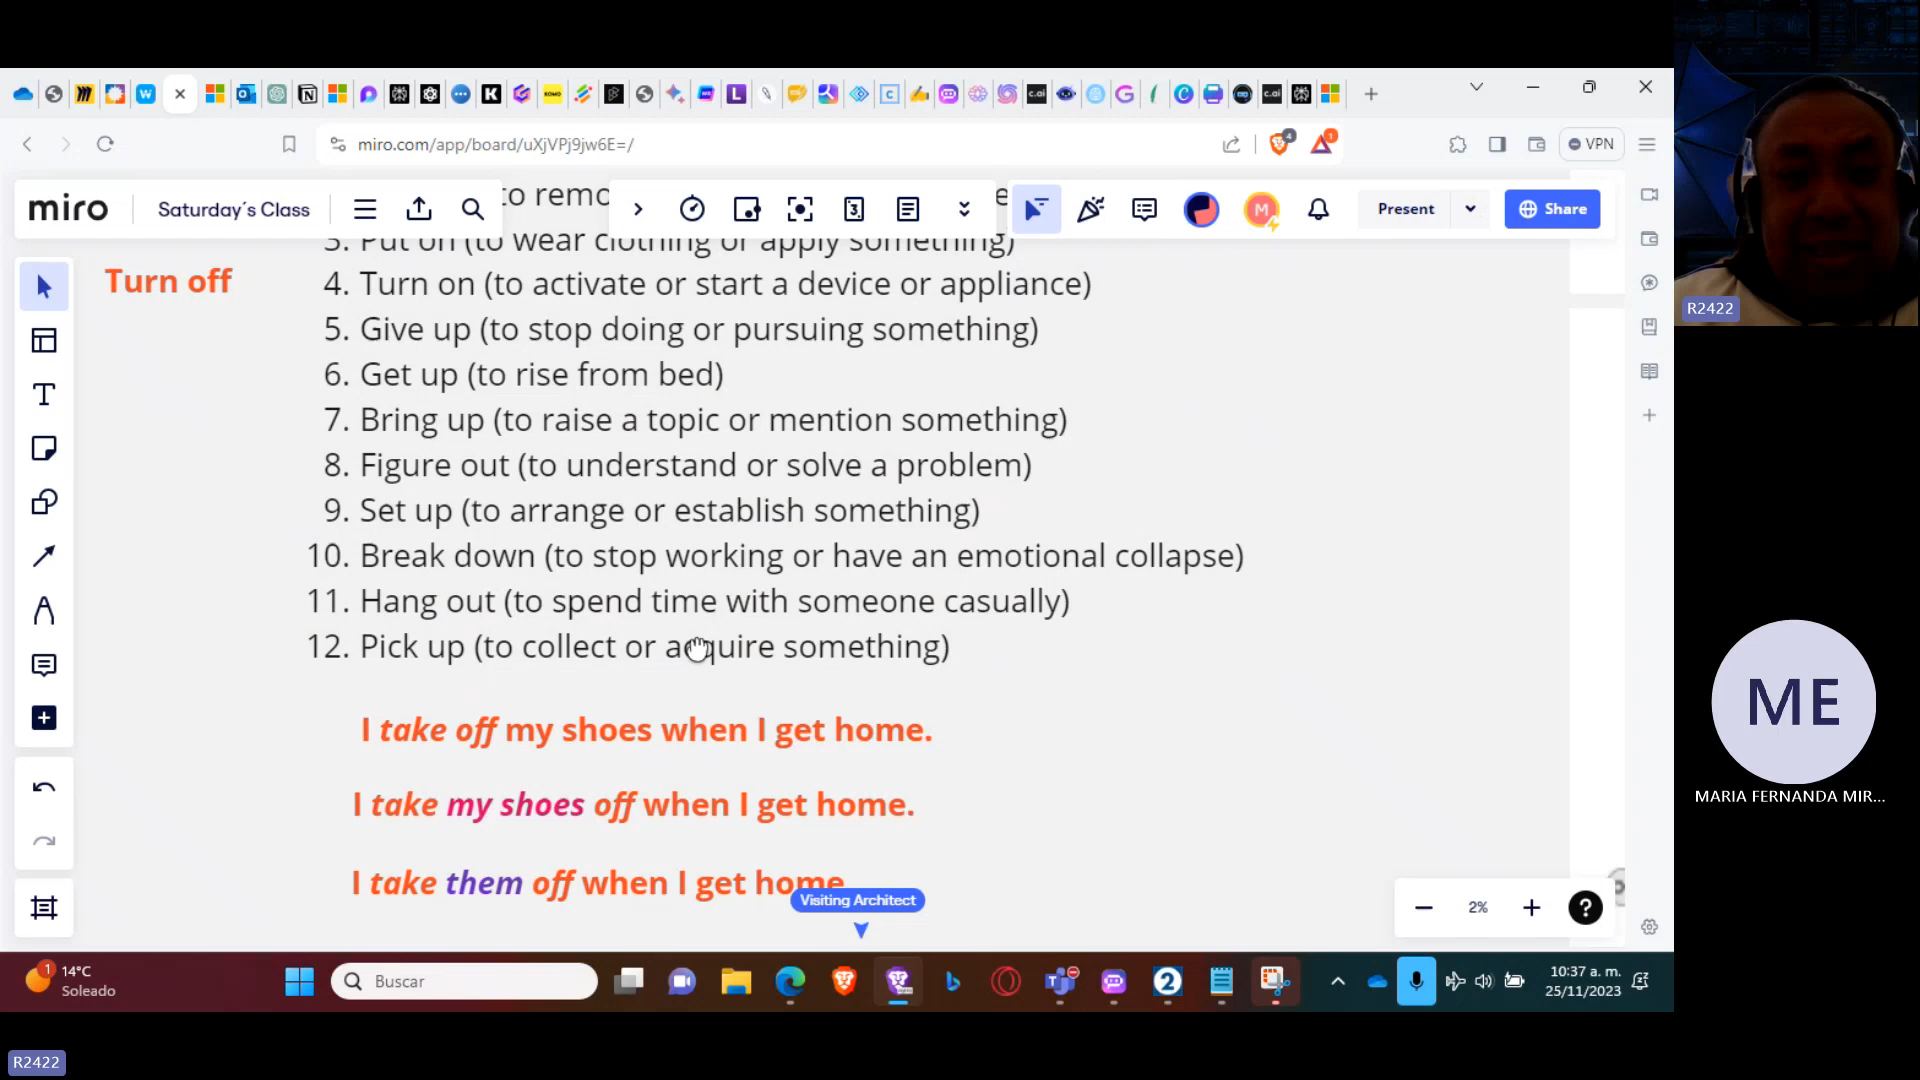 miro.com/app/board/uXjVPj9jw6E=/
VPN
miro
Saturday´s Class
to remo
e
3
M
Present
Share
3. Put on (to wear clothing or apply something)
Turn off
4. Turn on (to activate or start a device or appliance)
5. Give up (to stop doing or pursuing something)
6. Get up (to rise from bed)
7. Bring up (to raise a topic or mention something)
8. Figure out (to understand or solve a problem)
9. Set up (to arrange or establish something)
10. Break down (to stop working or have an emotional collapse)
11. Hang out (to spend time with someone casually)
12. Pick up (to collect or acquire something)
I take off my shoes when I get home.
I take my shoes off when I get home.
I take them off when I get home
Visiting Architect
2%
R2422
ME
MARIA FERNANDA MIR...
1
14°C
Soleado
Buscar
10:37 a. m.
25/11/2023
R2422